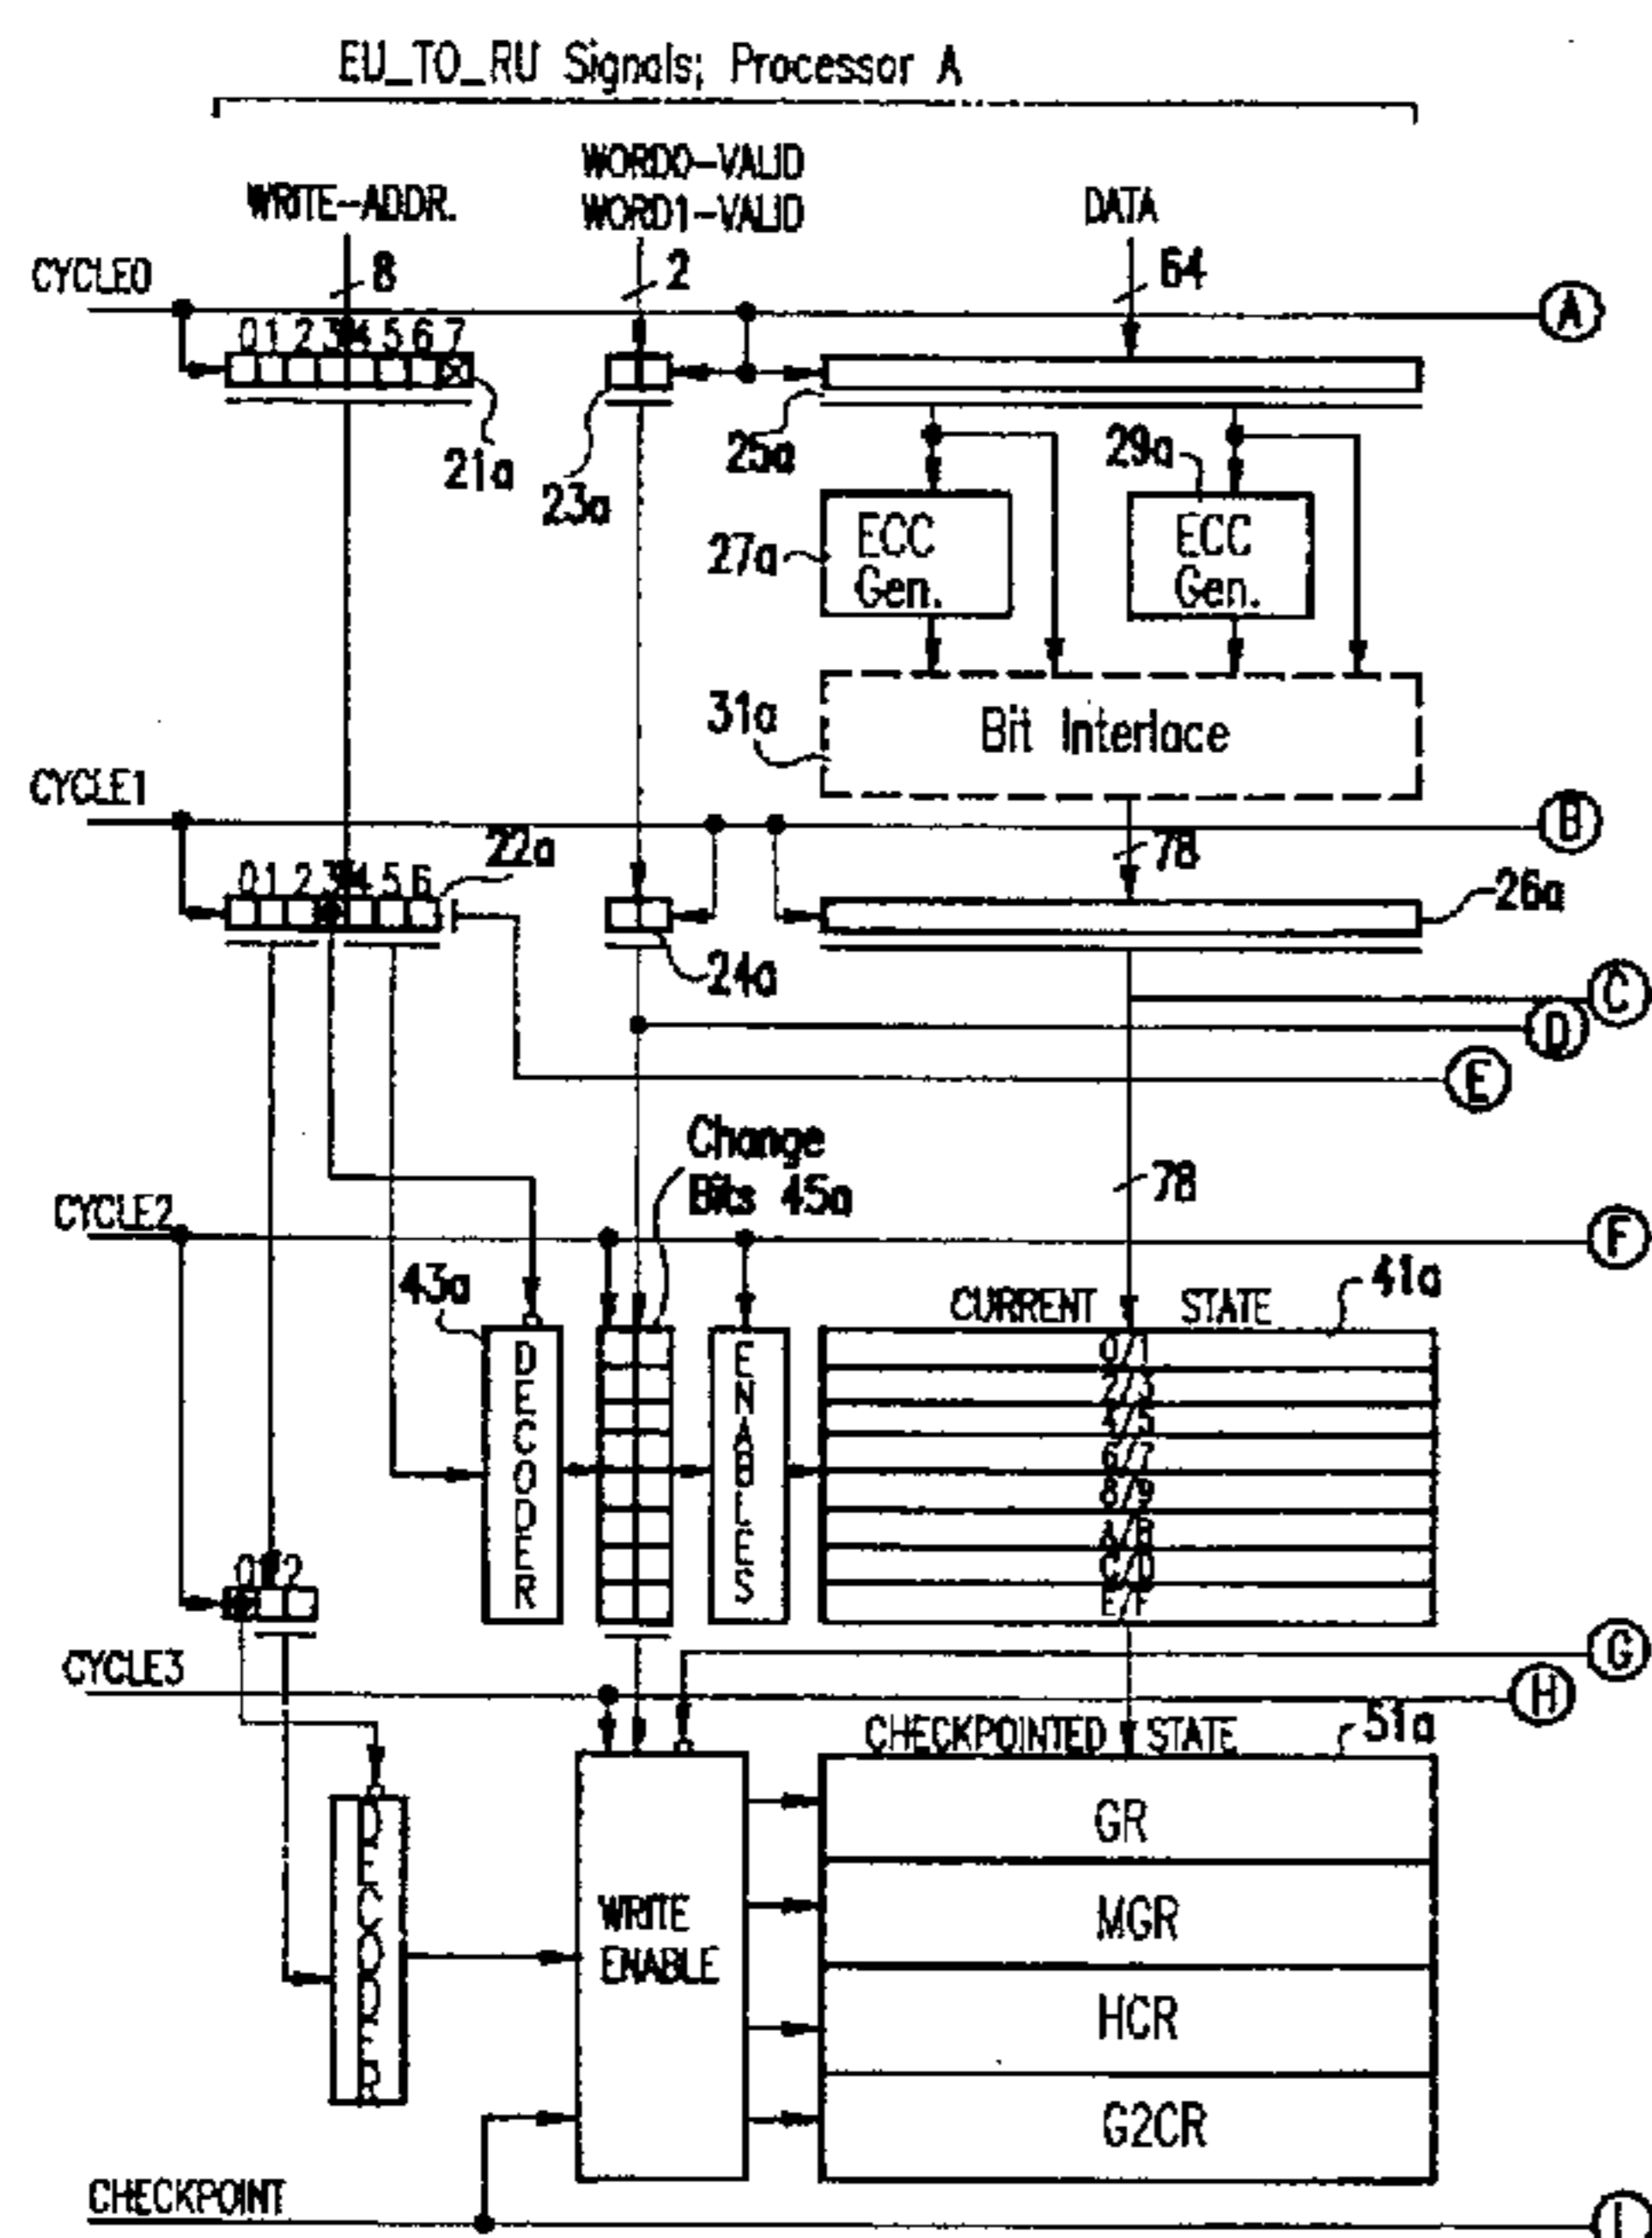 EU_TO_RU Signals; Processor A
WORD0-VALID
WRITE-ADDR. WORD1-VALID DATA
CYCLE0 8 2 64 A
0 1 2 3 4 5 6 7
21a 23a 25a 29a
27a ECC Gen. ECC Gen.
31a Bit Interlace
CYCLE1 78 B
0 1 2 3 4 5 6 22a
26a
24a C
D
E
Change
Bits 45a 78
CYCLE2 F
43a CURRENT STATE 41a
DECODER ENABLES
0/1
2/3
4/5
6/7
8/9
A/B
C/D
E/F
0 1 2
G
CYCLE3 H
CHECKPOINTED STATE 51a
DECODER
WRITE
ENABLE
GR
MGR
HCR
G2CR
CHECKPOINT I